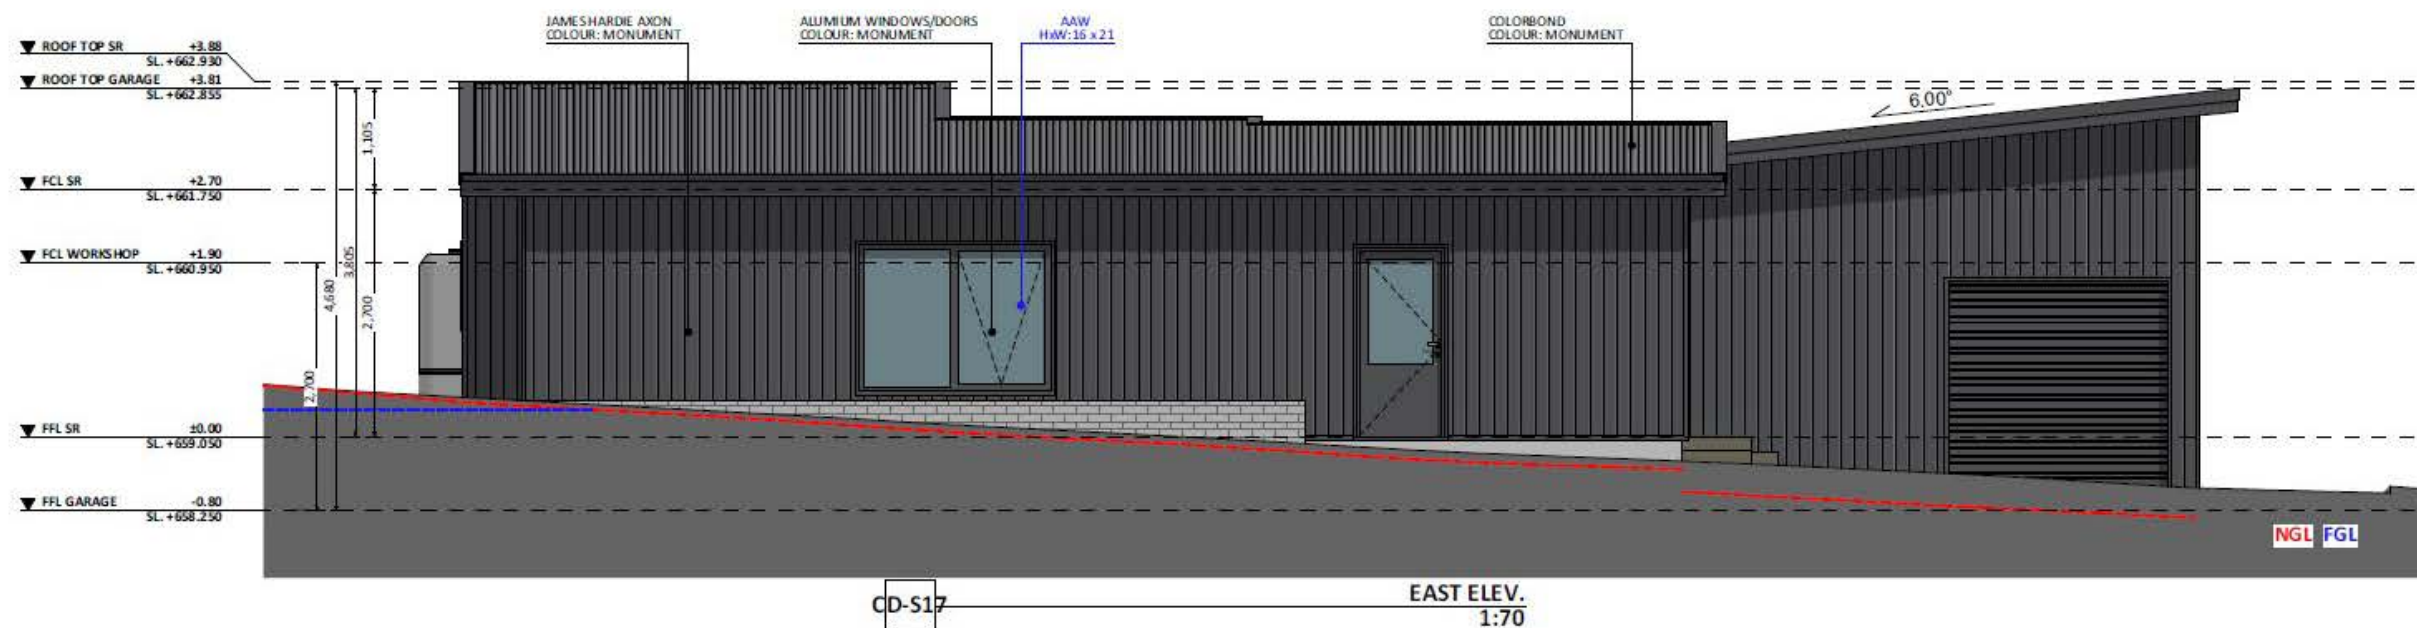 JAMES HARDIE AXON
COLOUR: MONUMENT
ALUMIUM WINDOWS/DOORS
COLOUR: MONUMENT
AAW
HxW:16 x 21
COLORBOND
COLOUR: MONUMENT
ROOF TOP SR +3.88
SL. +662.930
ROOF TOP GARAGE +3.81
SL. +662.855
6.00°
1,105
FCL SR +2.70
SL. +661.750
FCL WORKSHOP +1.90
SL. +660.950
3,805
4,680
2,700
2,700
FFL SR ±0.00
SL. +659.050
FFL GARAGE -0.80
SL. +658.250
NGL FGL
CD-S17
EAST ELEV.
1:70